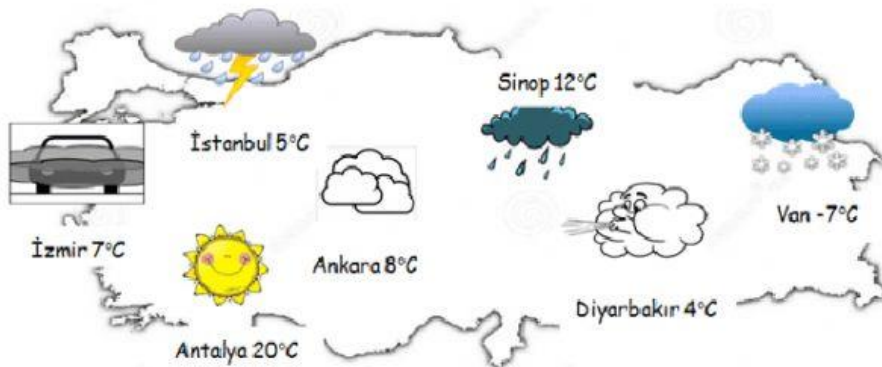 Sinop 12°C
İstanbul 5°C
Van -7°C
İzmir 7°C
Ankara 8°C
Diyarbakır 4°C
Antalya 20°C